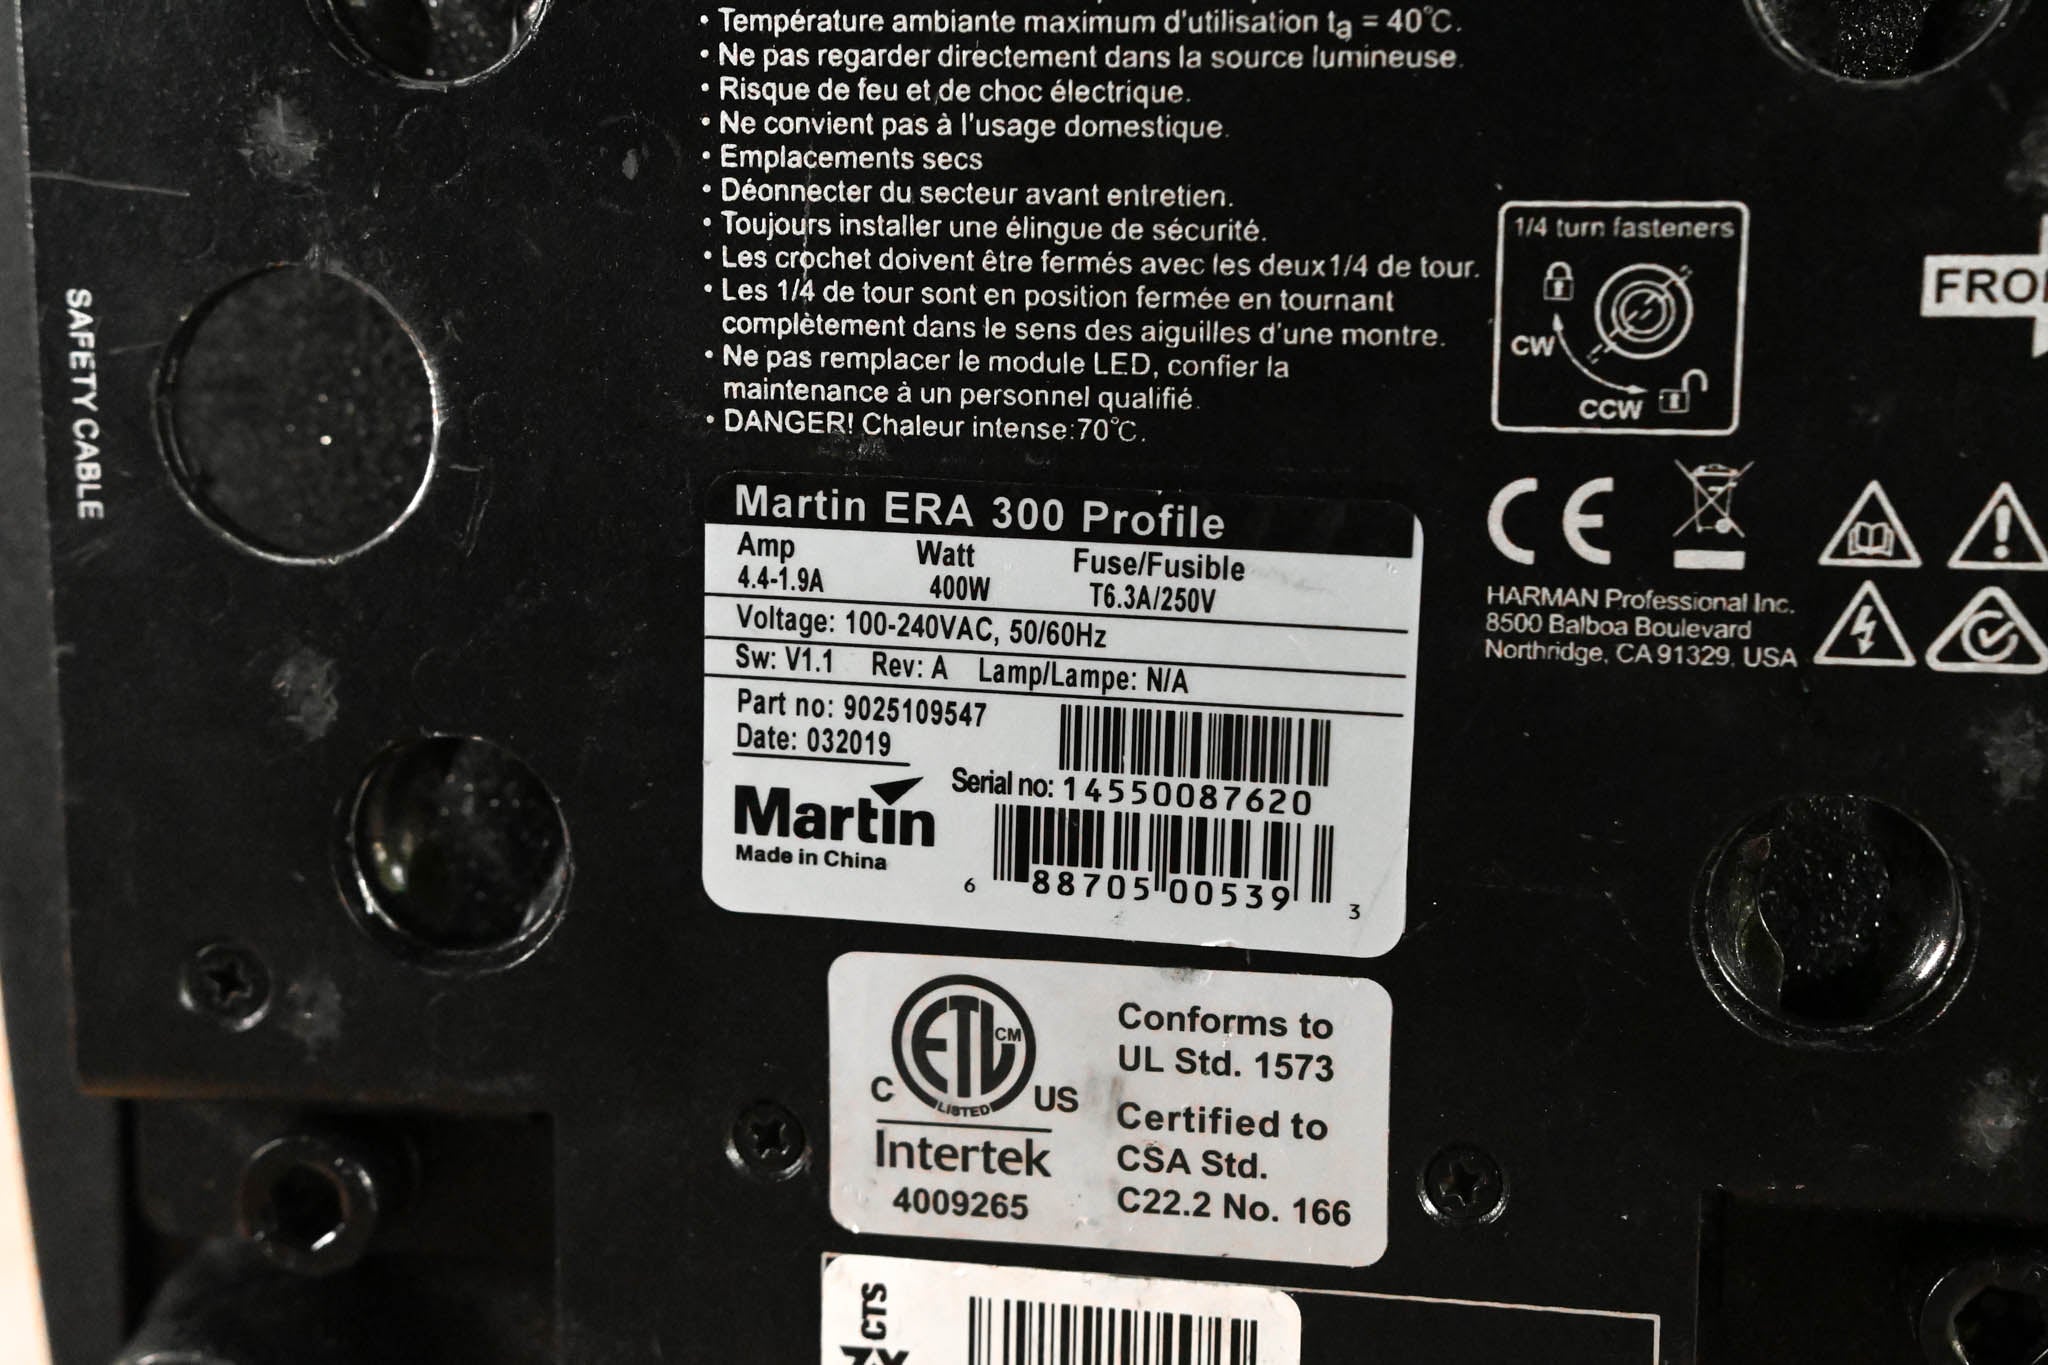 • Température ambiante maximum d'utilisation ta = 40°C.
• Ne pas regarder directement dans la source lumineuse.
• Risque de feu et de choc électrique.
• Ne convient pas à l'usage domestique.
• Emplacements secs
• Déonnecter du secteur avant entretien.
• Toujours installer une élingue de sécurité.
• Les crochet doivent être fermés avec les deux1/4 de tour.
• Les 1/4 de tour sont en position fermée en tournant
complètement dans le sens des aiguilles d'une montre.
• Ne pas remplacer le module LED, confier la
maintenance à un personnel qualifié.
• DANGER! Chaleur intense:70°C.
SAFETY CABLE
1/4 turn fasteners
CW
CCW
FRO
CE
HARMAN Professional Inc.
8500 Balboa Boulevard
Northridge, CA 91329. USA
Martin ERA 300 Profile
Amp Watt Fuse/Fusible
4.4-1.9A 400W T6.3A/250V
Voltage: 100-240VAC, 50/60Hz
Sw: V1.1 Rev: A Lamp/Lampe: N/A
Part no: 9025109547
Date: 032019
Serial no: 14550087620
Martin
Made in China
6 88705 00539 3
ETL CM
LISTED
C US
Intertek
4009265
Conforms to
UL Std. 1573
Certified to
CSA Std.
C22.2 No. 166
CTS